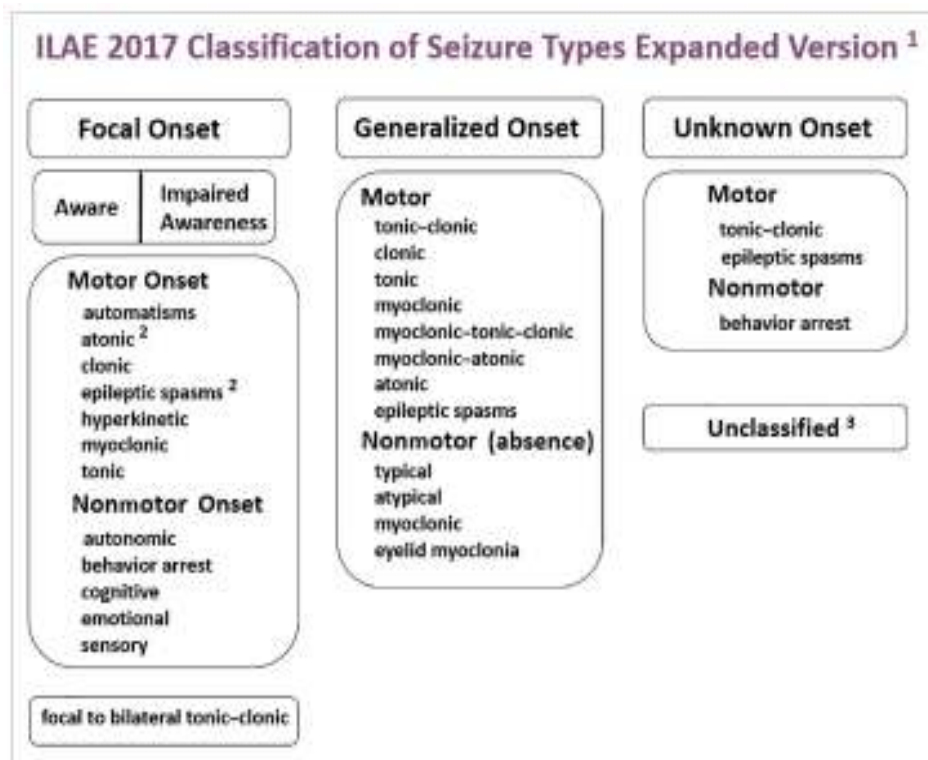 ILAE 2017 Classification of Seizure Types Expanded Version ¹
Focal Onset
Aware
Impaired
Awareness
Motor Onset
automatisms
atonic ²
clonic
epileptic spasms ²
hyperkinetic
myoclonic
tonic
Nonmotor Onset
autonomic
behavior arrest
cognitive
emotional
sensory
focal to bilateral tonic–clonic
Generalized Onset
Motor
tonic–clonic
clonic
tonic
myoclonic
myoclonic–tonic–clonic
myoclonic–atonic
atonic
epileptic spasms
Nonmotor (absence)
typical
atypical
myoclonic
eyelid myoclonia
Unknown Onset
Motor
tonic–clonic
epileptic spasms
Nonmotor
behavior arrest
Unclassified ³